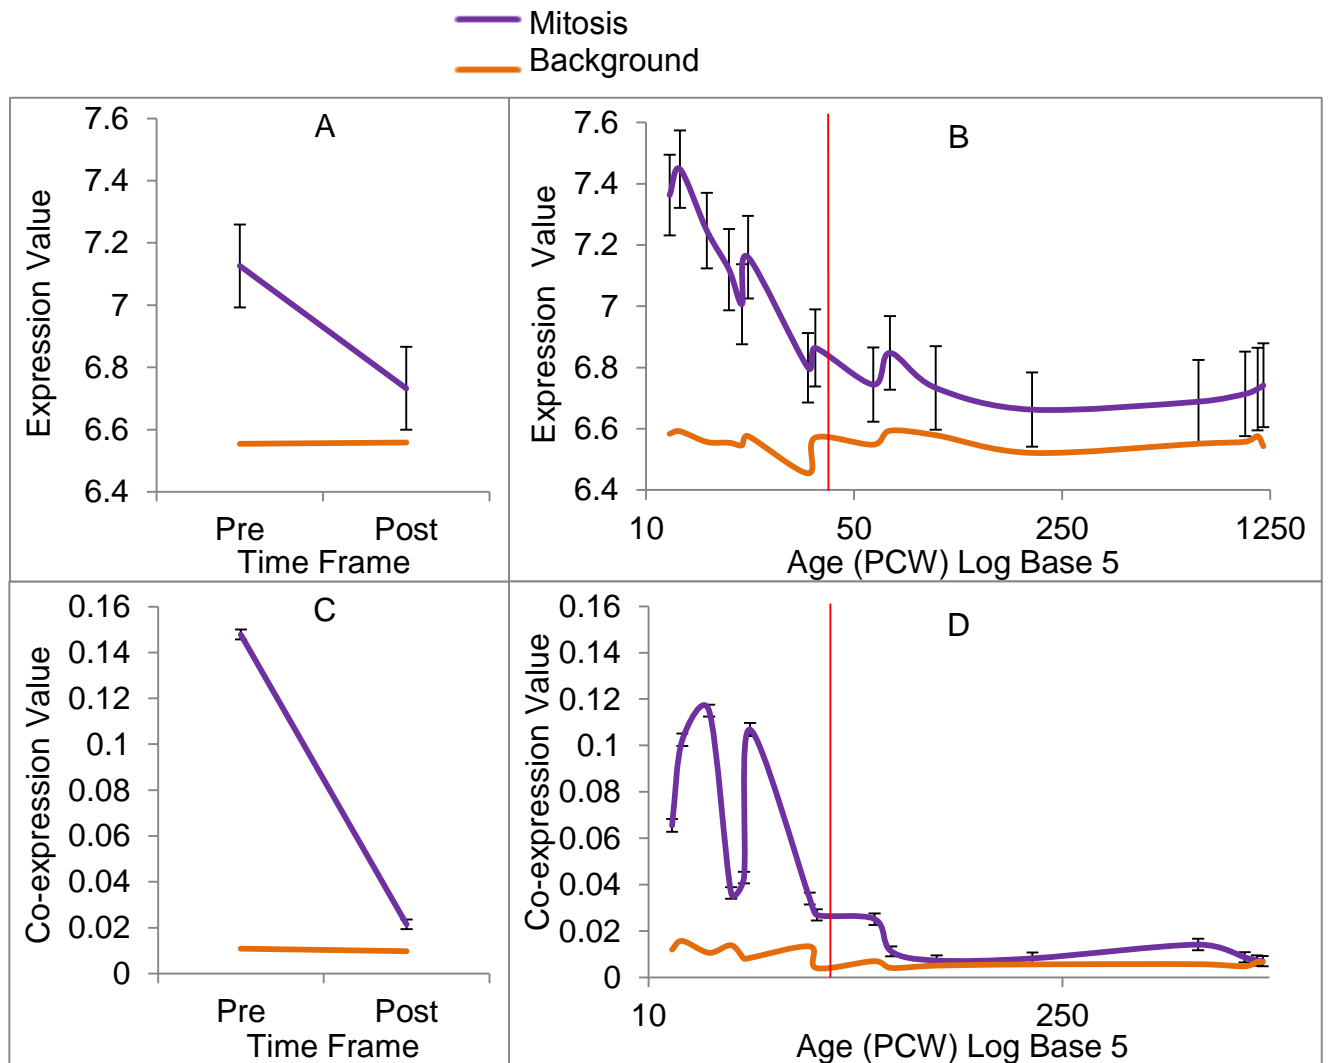 Mitosis
Background
A
Expression Value
7.6
7.4
7.2
7
6.8
6.6
6.4
Pre
Post
Time Frame
B
Expression Value
7.6
7.4
7.2
7
6.8
6.6
6.4
10
50
250
1250
Age (PCW) Log Base 5
C
Co-expression Value
0.16
0.14
0.12
0.1
0.08
0.06
0.04
0.02
0
Pre
Post
Time Frame
D
Co-expression Value
0.16
0.14
0.12
0.1
0.08
0.06
0.04
0.02
0
10
250
Age (PCW) Log Base 5